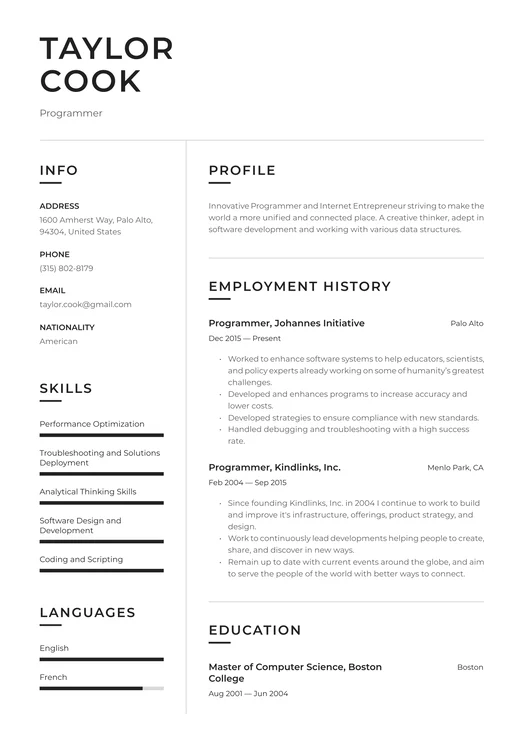 TAYLOR
COOK
Programmer
INFO
ADDRESS
1600 Amherst Way, Palo Alto,
94304, United States
PHONE
(315) 802-8179
EMAIL
taylor.cook@gmail.com
NATIONALITY
American
SKILLS
Performance Optimization
Troubleshooting and Solutions
Deployment
Analytical Thinking Skills
Software Design and
Development
Coding and Scripting
LANGUAGES
English
French
PROFILE
Innovative Programmer and Internet Entrepreneur striving to make the
world a more unified and connected place. A creative thinker, adept in
software development and working with various data structures.
EMPLOYMENT HISTORY
Programmer, Johannes Initiative Palo Alto
Dec 2015 — Present
• Worked to enhance software systems to help educators, scientists,
and policy experts already working on some of humanity's greatest
challenges.
• Developed and enhances programs to increase accuracy and
lower costs.
• Developed strategies to ensure compliance with new standards.
• Handled debugging and troubleshooting with a high success
rate.
Programmer, Kindlinks, Inc. Menlo Park, CA
Feb 2004 — Sep 2015
• Since founding Kindlinks, Inc. in 2004 I continue to work to build
and improve it's infrastructure, offerings, product strategy, and
design.
• Work to continuously lead developments helping people to create,
share, and discover in new ways.
• Remain up to date with current events around the globe, and aim
to serve the people of the world with better ways to connect.
EDUCATION
Master of Computer Science, Boston Boston
College
Aug 2001 — Jun 2004